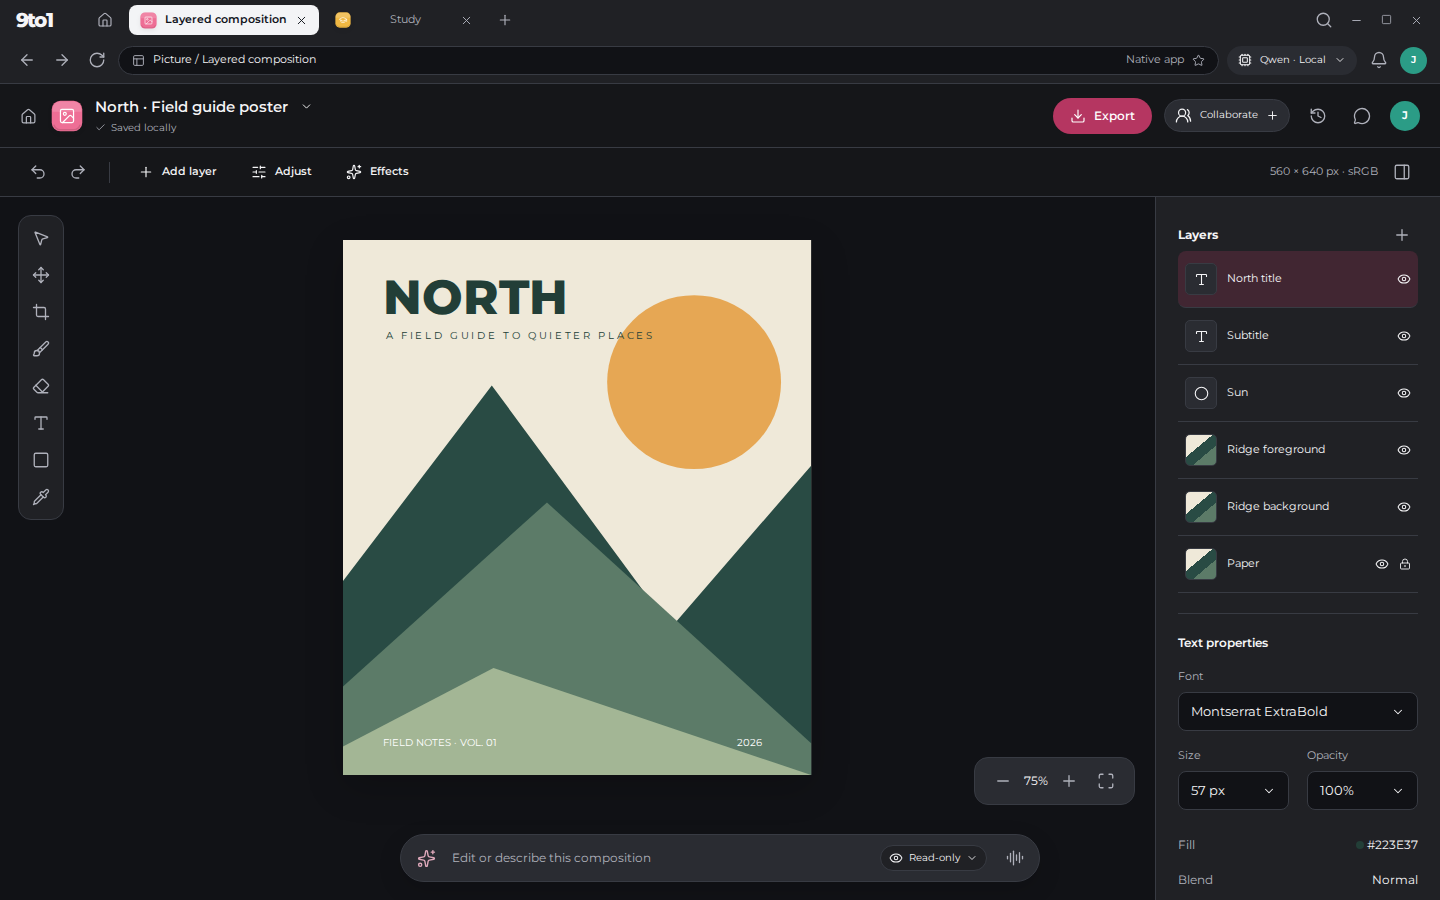 9to1
Layered composition
Study
Picture / Layered composition
Native app
Qwen · Local
J
North · Field guide poster
Saved locally
Export
Collaborate
J
Add layer
Adjust
Effects
560 × 640 px · sRGB
NORTH
A FIELD GUIDE TO QUIETER PLACES
FIELD NOTES · VOL. 01
2026
75%
Edit or describe this composition
Read-only
Layers
North title
Subtitle
Sun
Ridge foreground
Ridge background
Paper
Text properties
Font
Montserrat ExtraBold
Size
Opacity
57 px
100%
Fill
#223E37
Blend
Normal